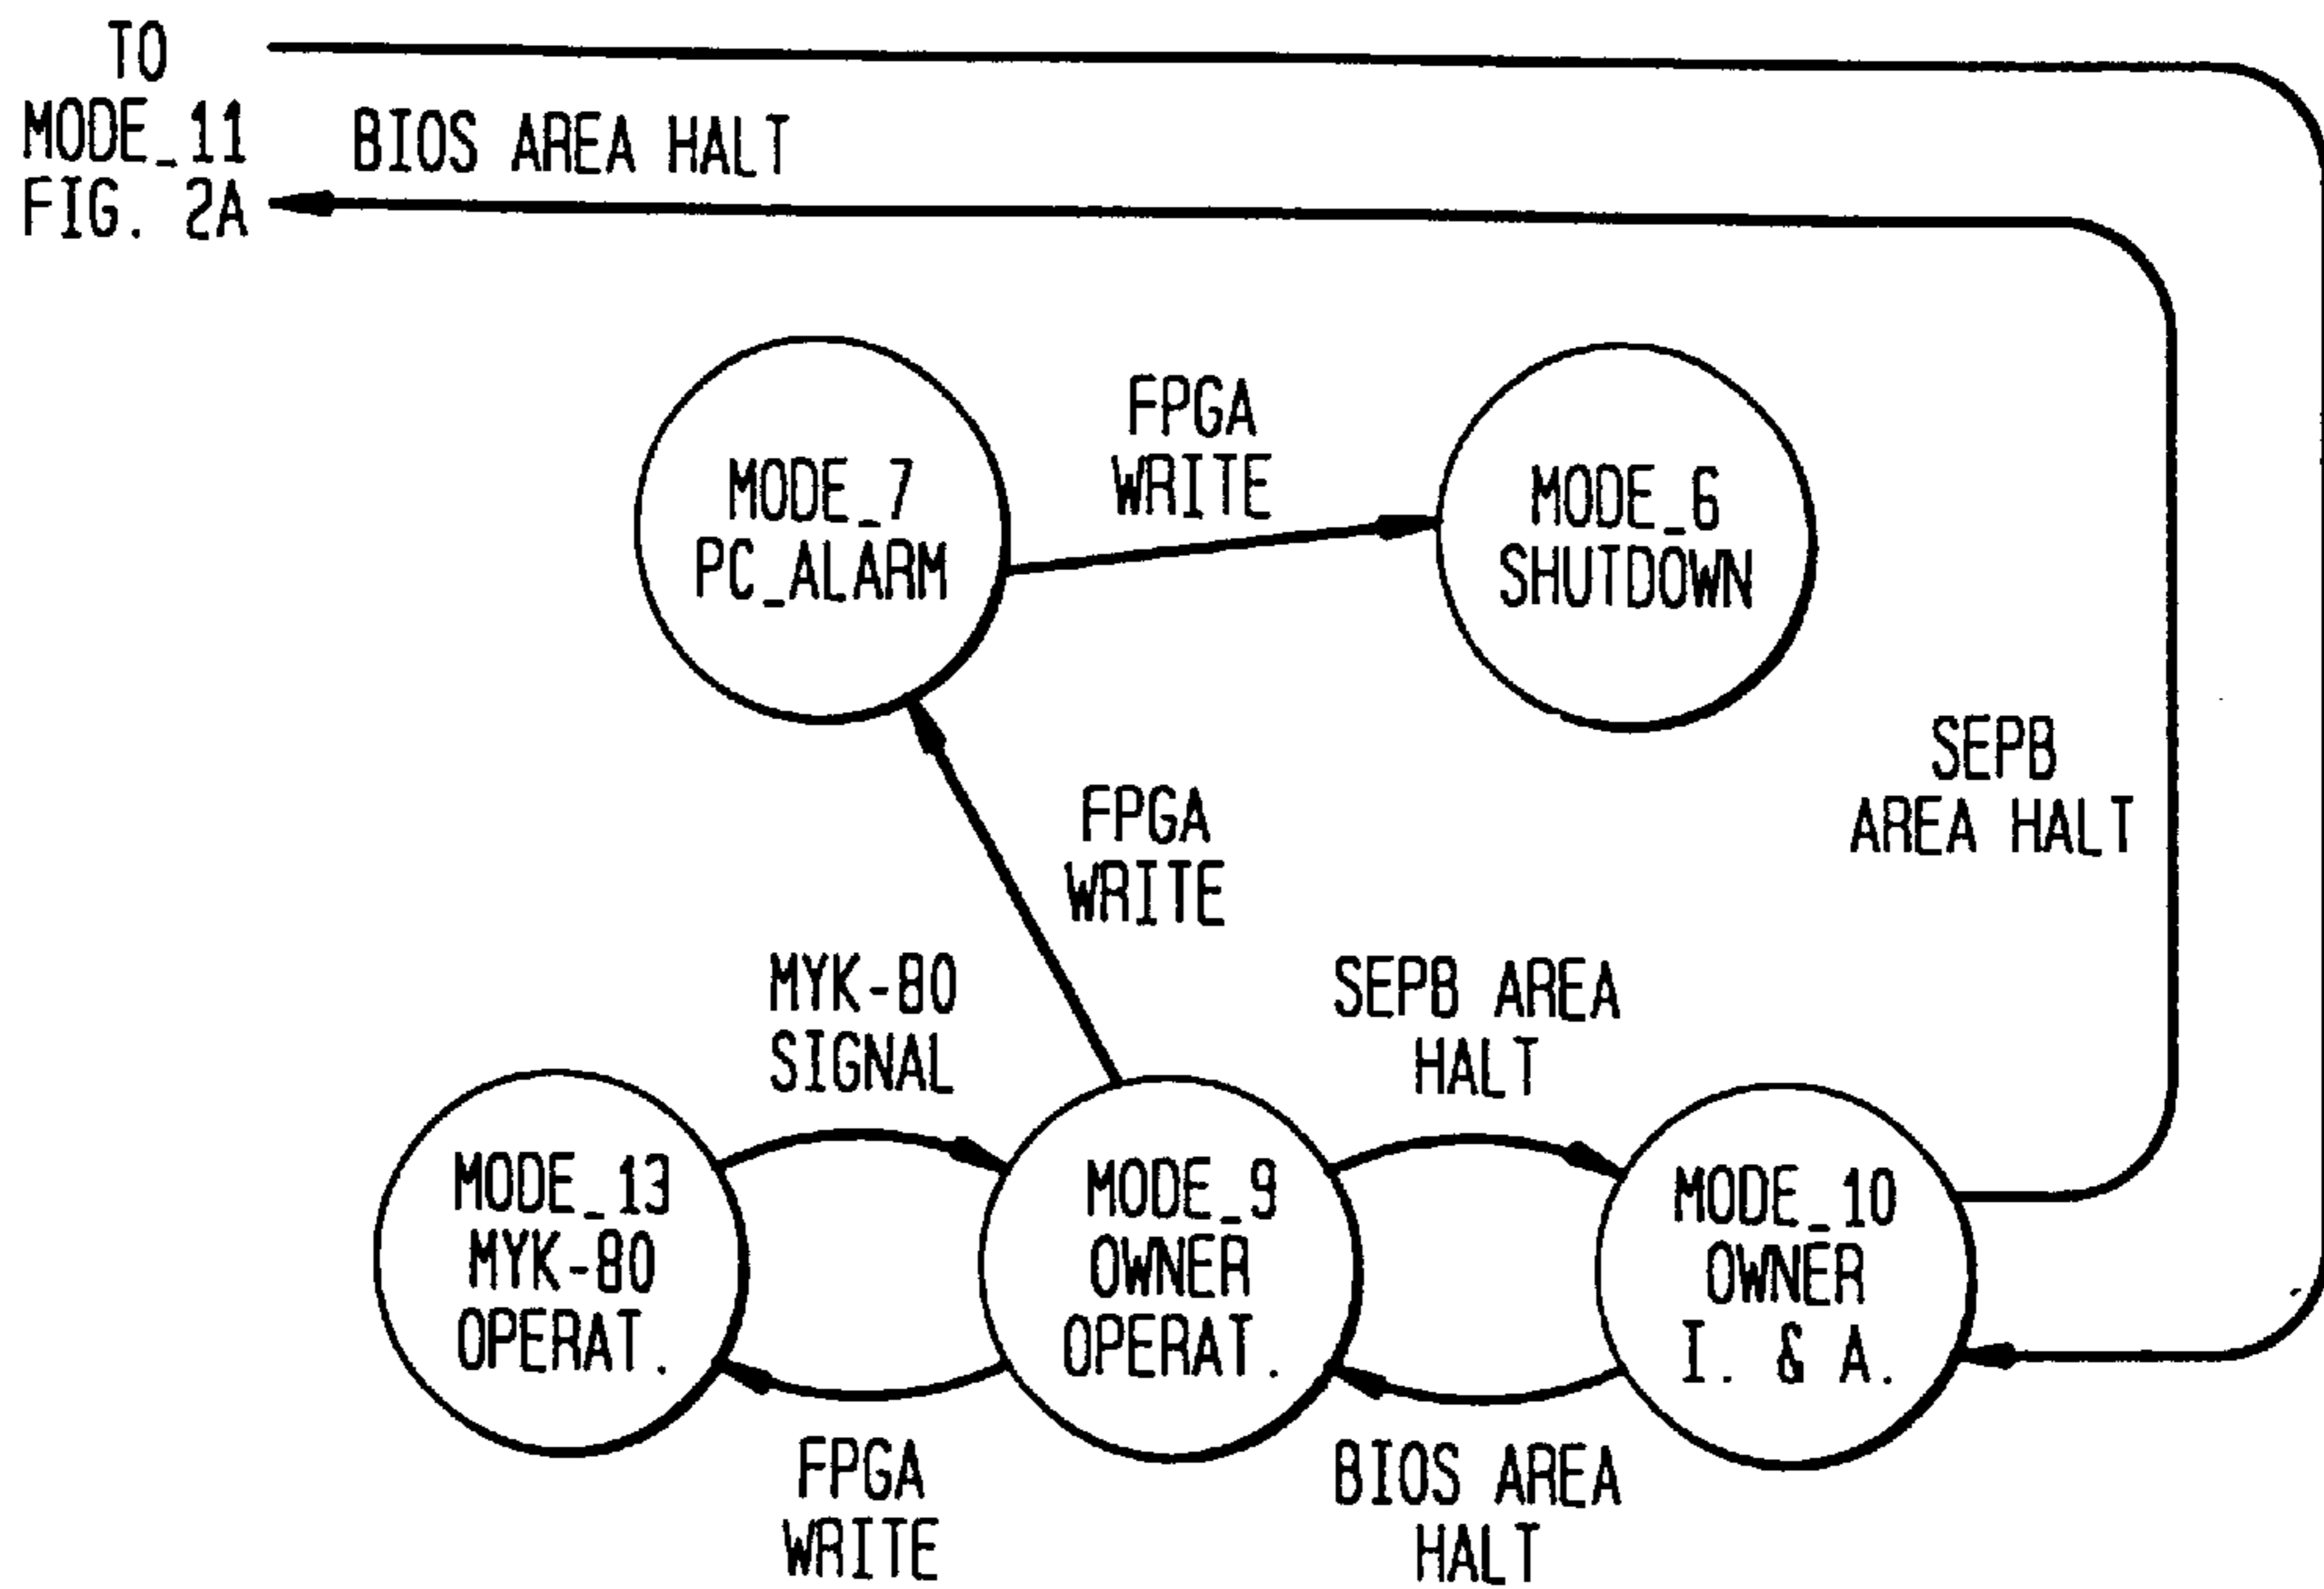 TO
MODE_11
FIG. 2A
BIOS AREA HALT
FPGA
WRITE
MODE_7
PC_ALARM
MODE_6
SHUTDOWN
SEPB
AREA HALT
FPGA
WRITE
MYK-80
SIGNAL
SEPB AREA
HALT
MODE_13
MYK-80
OPERAT.
MODE_9
OWNER
OPERAT.
MODE_10
OWNER
I. & A.
FPGA
WRITE
BIOS AREA
HALT